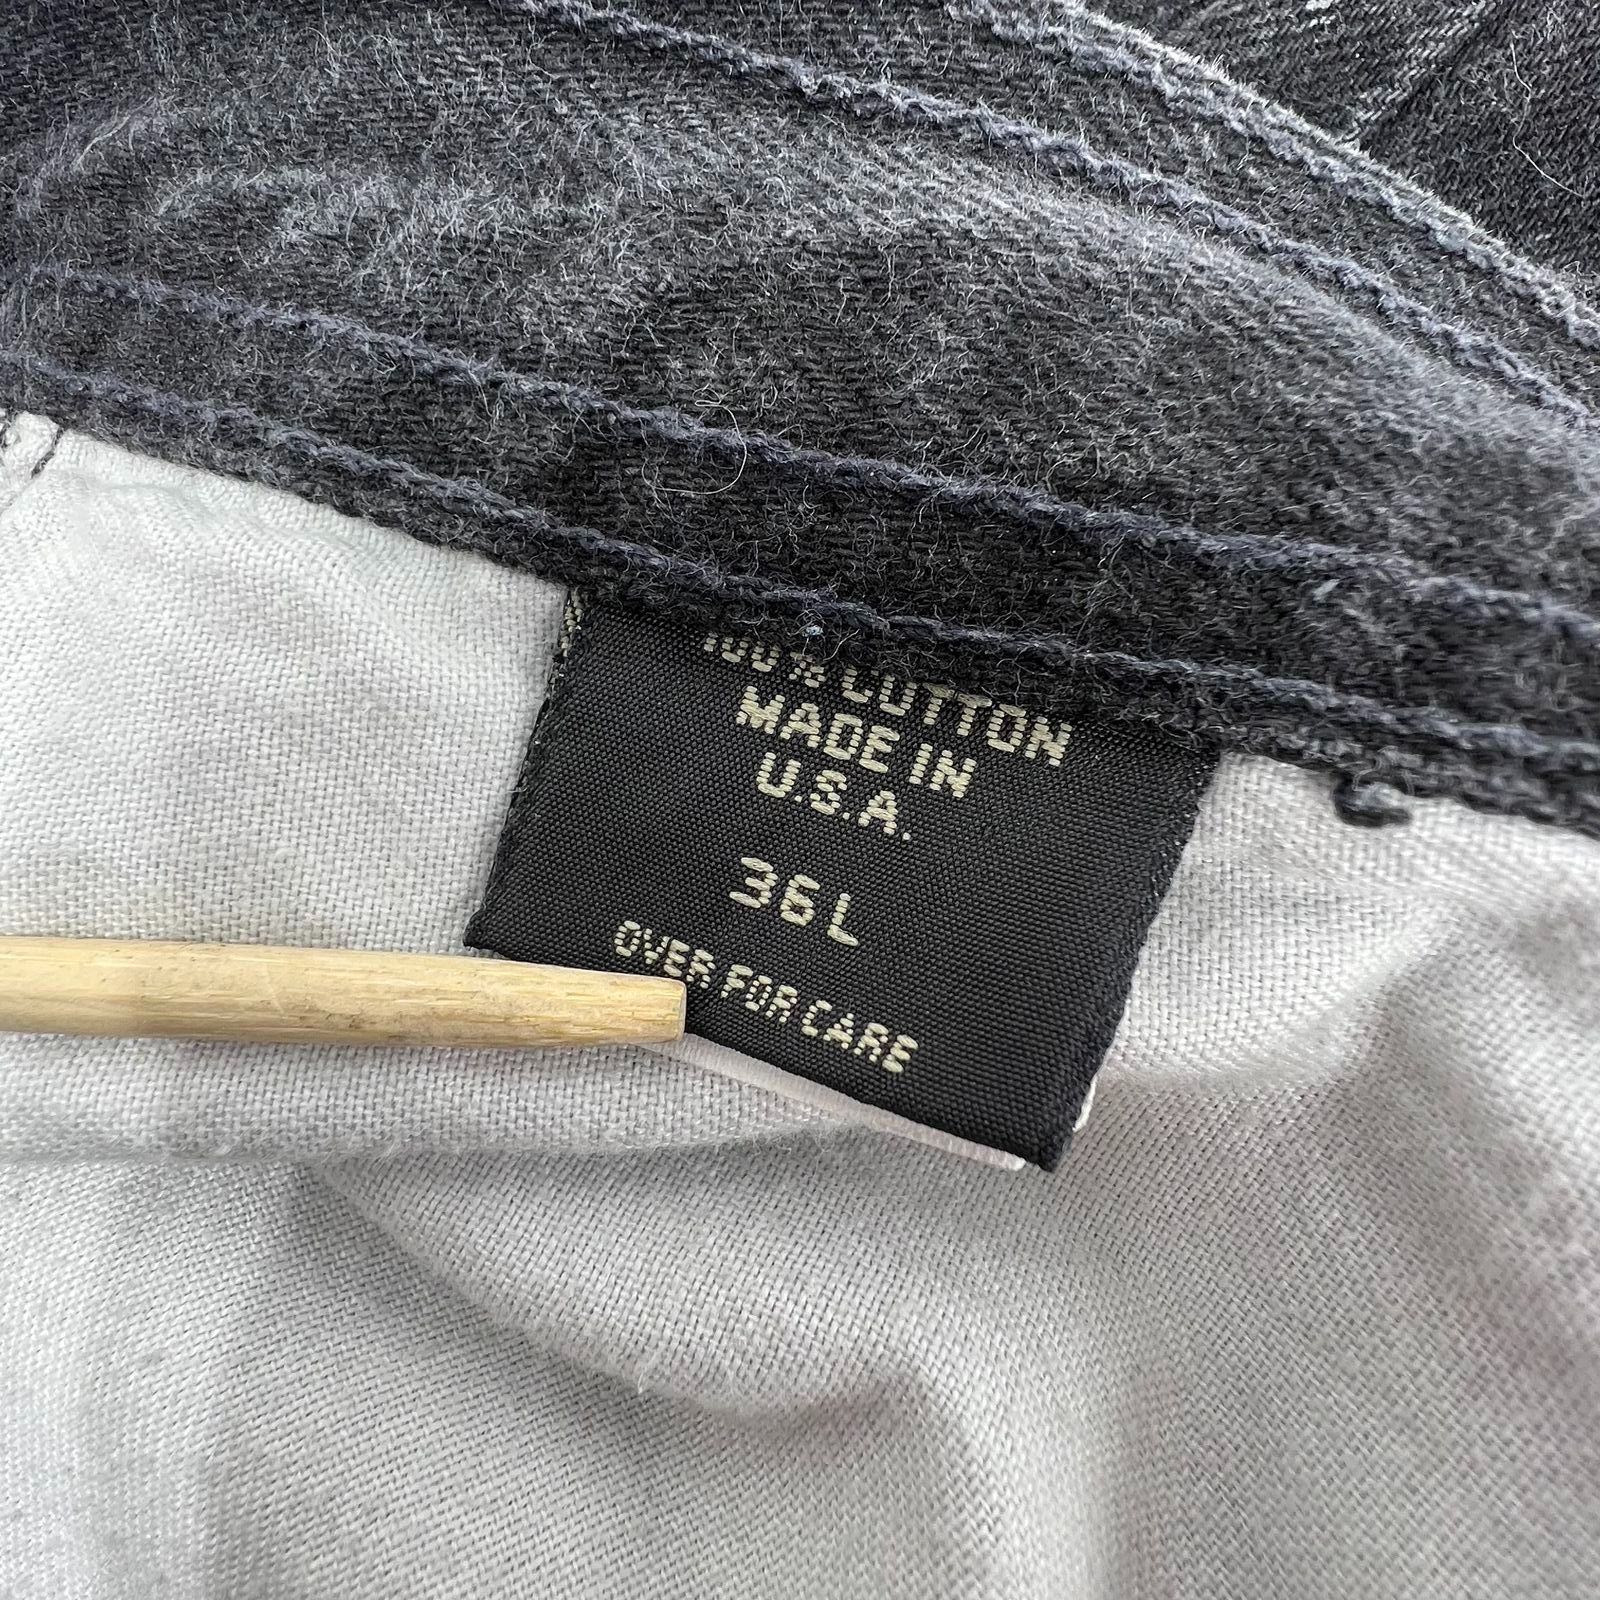 100% COTTON
MADE IN
U.S.A.
36L
OVER FOR CARE